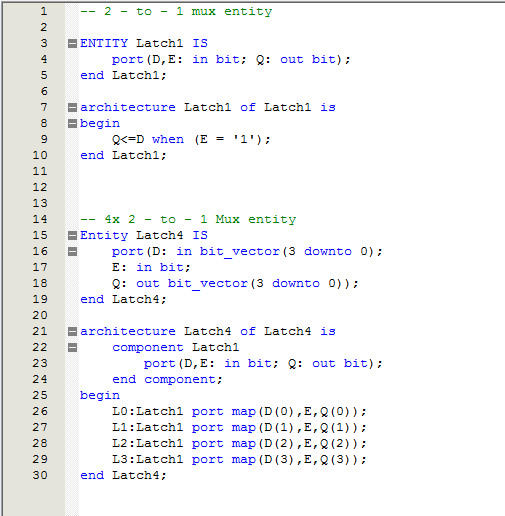 1 -- 2 - to - 1 mux entity
2
3 ENTITY Latch1 IS
4 port(D,E: in bit; Q: out bit);
5 end Latch1;
6
7 architecture Latch1 of Latch1 is
8 begin
9 Q<=D when (E = '1');
10 end Latch1;
11
12
13
14 -- 4x 2 - to - 1 Mux entity
15 Entity Latch4 IS
16 port(D: in bit_vector(3 downto 0);
17 E: in bit;
18 Q: out bit_vector(3 downto 0));
19 end Latch4;
20
21 architecture Latch4 of Latch4 is
22 component Latch1
23 port(D,E: in bit; Q: out bit);
24 end component;
25 begin
26 L0:Latch1 port map(D(0),E,Q(0));
27 L1:Latch1 port map(D(1),E,Q(1));
28 L2:Latch1 port map(D(2),E,Q(2));
29 L3:Latch1 port map(D(3),E,Q(3));
30 end Latch4;